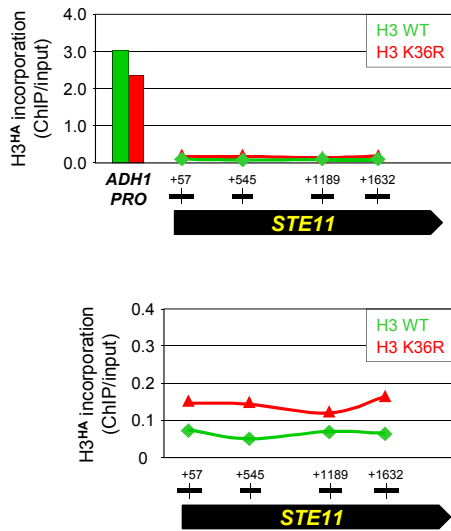 H3HA incorporation
(ChIP/input)
4.0
3.0
2.0
1.0
0.0
H3 WT
H3 K36R
ADH1
PRO
+57
+545
+1189
+1632
STE11
H3HA incorporation
(ChIP/input)
0.4
0.3
0.2
0.1
0
H3 WT
H3 K36R
+57
+545
+1189
+1632
STE11